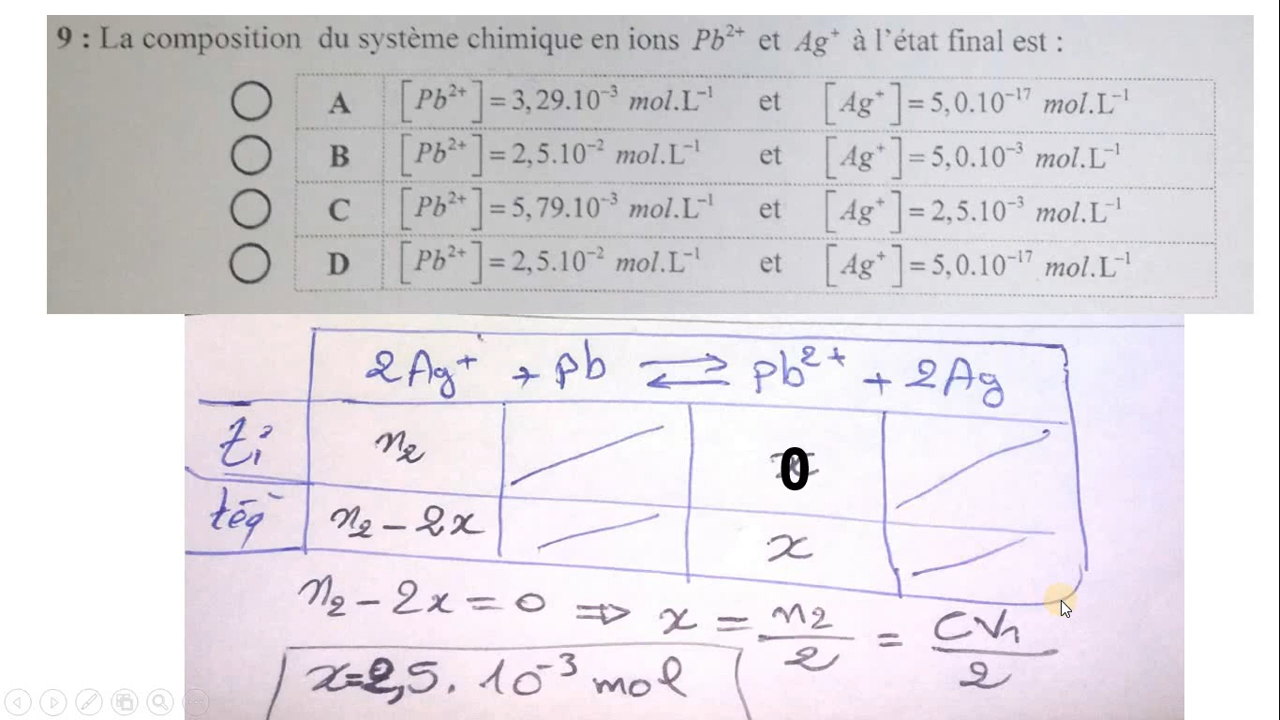 9 : La composition du système chimique en ions Pb²⁺ et Ag⁺ à l'état final est :
A [Pb²⁺] = 3,29.10⁻³ mol.L⁻¹ et [Ag⁺] = 5,0.10⁻¹⁷ mol.L⁻¹
B [Pb²⁺] = 2,5.10⁻² mol.L⁻¹ et [Ag⁺] = 5,0.10⁻³ mol.L⁻¹
C [Pb²⁺] = 5,79.10⁻³ mol.L⁻¹ et [Ag⁺] = 2,5.10⁻³ mol.L⁻¹
D [Pb²⁺] = 2,5.10⁻² mol.L⁻¹ et [Ag⁺] = 5,0.10⁻¹⁷ mol.L⁻¹
2Ag⁺ + Pb ⇌ Pb²⁺ + 2Ag
ti n₂ 0
téq n₂ - 2x x
n₂ - 2x = 0 ⇒ x = n₂/2 = CV₁/2
x = 2,5. 10⁻³ mol